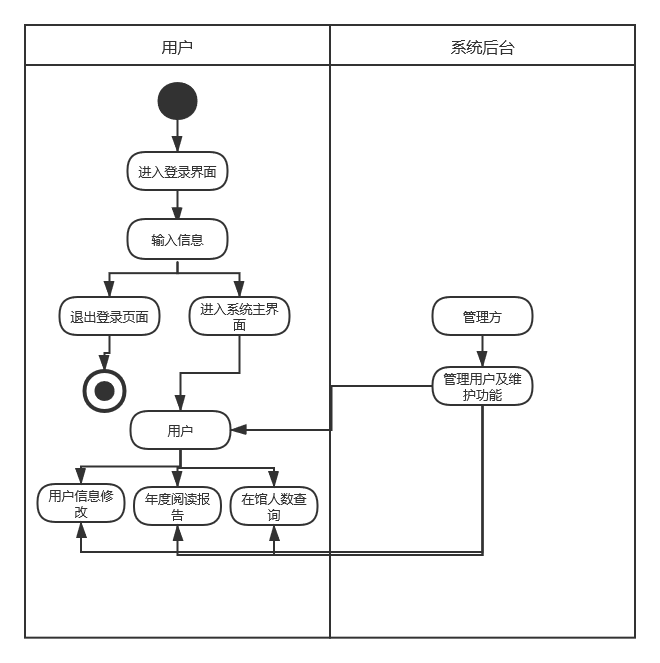 用户
系统后台
进入登录界面
输入信息
退出登录页面
进入系统主界
面
管理方
管理用户及维
护功能
用户
用户信息修
改
年度阅读报
告
在馆人数查
询